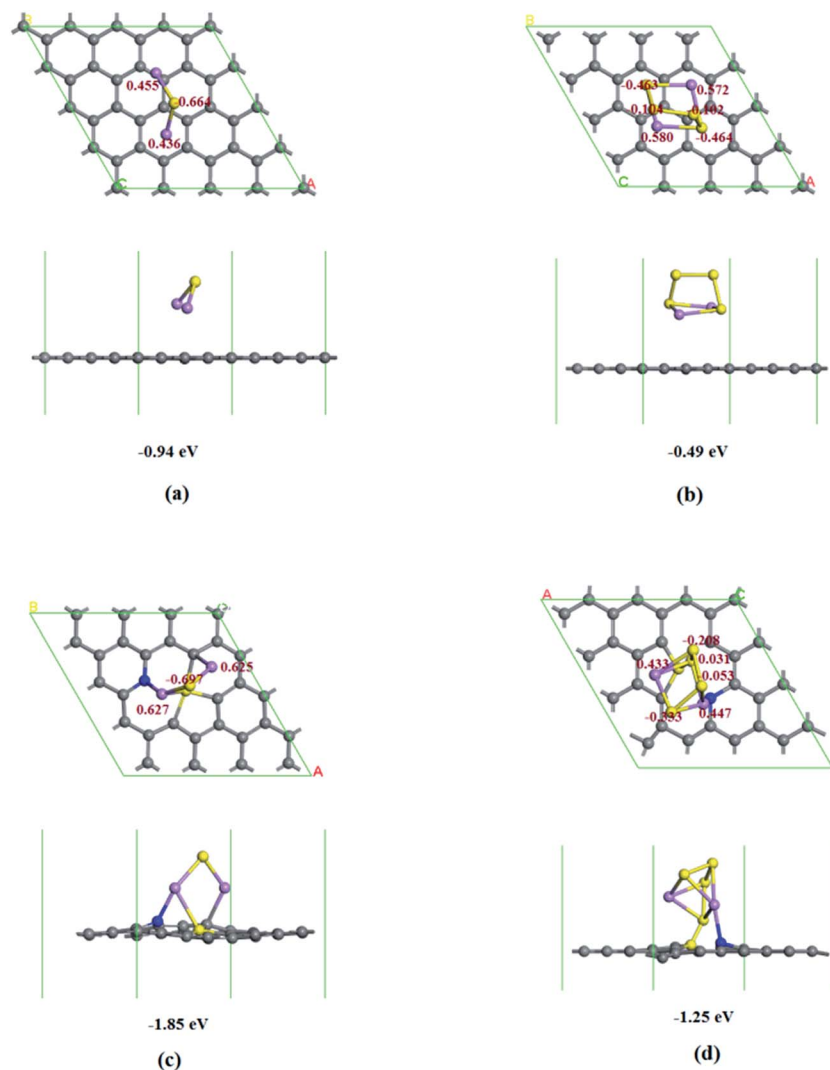 B
0.455
0.664
0.436
C
A
-0.94 eV
(a)
B
-0.463
0.572
0.104
-0.102
0.580
-0.464
C
A
-0.49 eV
(b)
B
0.625
-0.697
0.627
A
-1.85 eV
(c)
A
C
-0.208
0.433
0.031
-0.053
-0.333
0.447
-1.25 eV
(d)